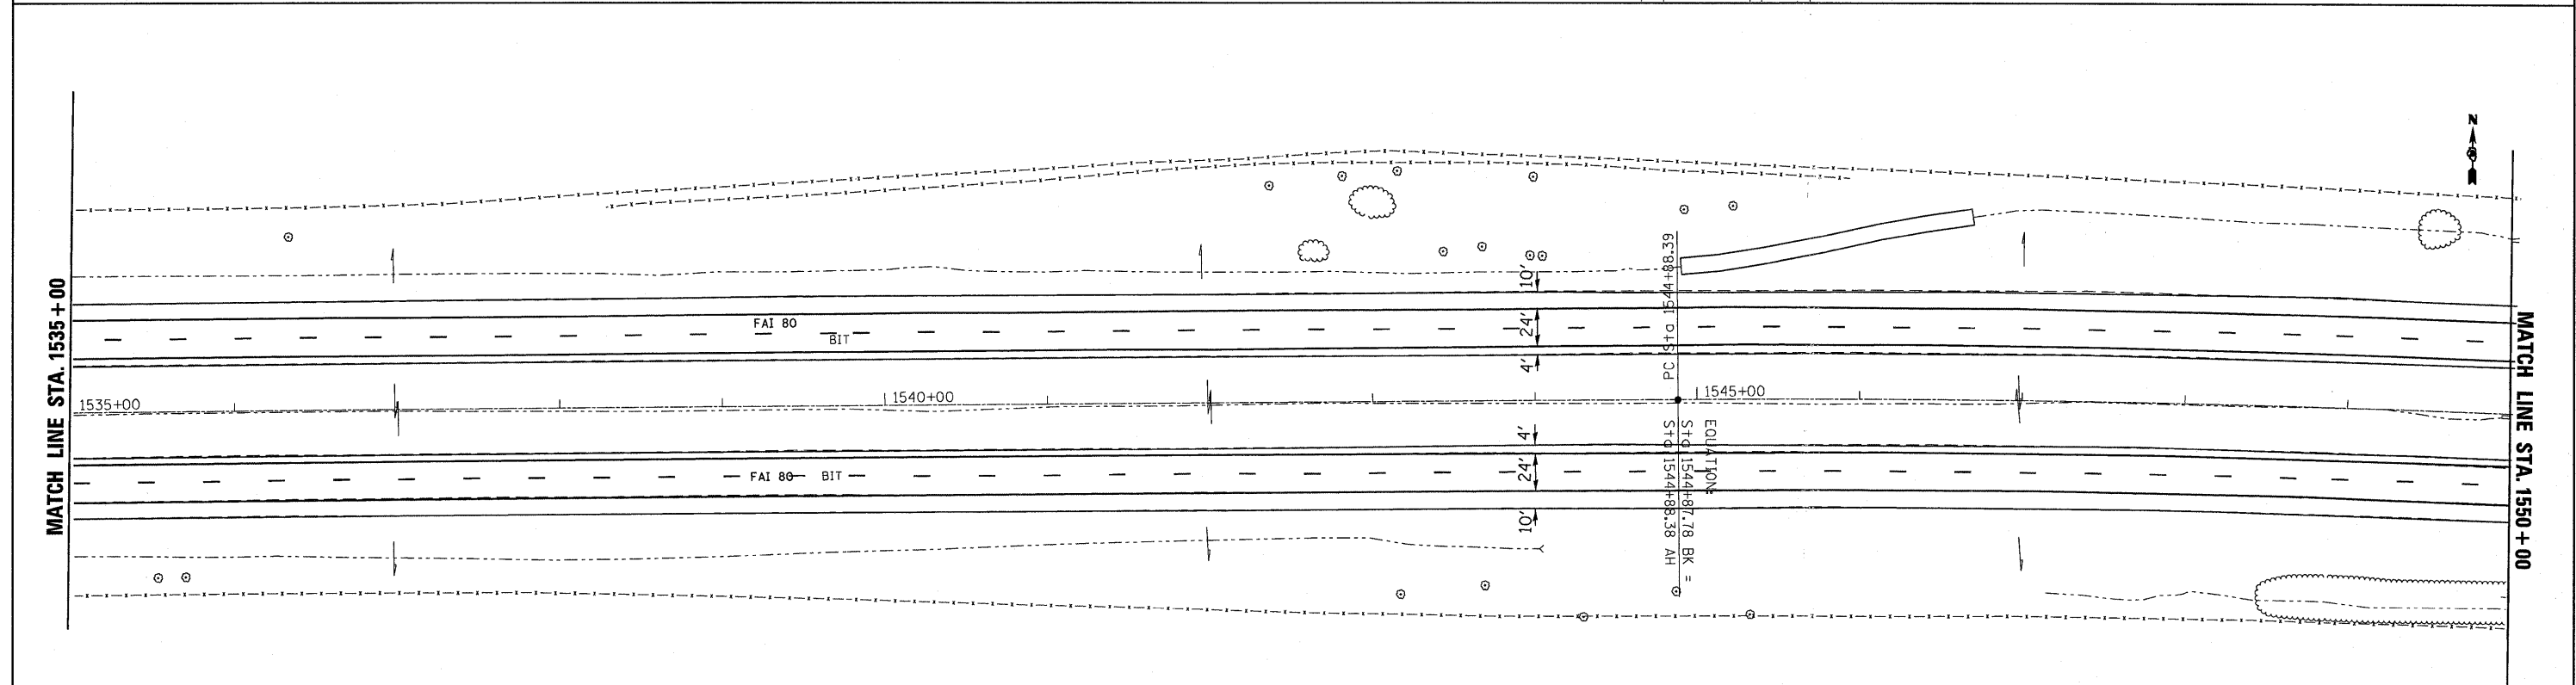 N
MATCH LINE STA. 1535+00
FAI 80
BIT
10'
24'
4'
PC Sta 1544+88.39
1535+00
1540+00
1545+00
4'
24'
10'
FAI 80 BIT
EQUATION:
Sta 1544+87.78 BK =
Sta 1544+88.38 AH
MATCH LINE STA. 1550+00